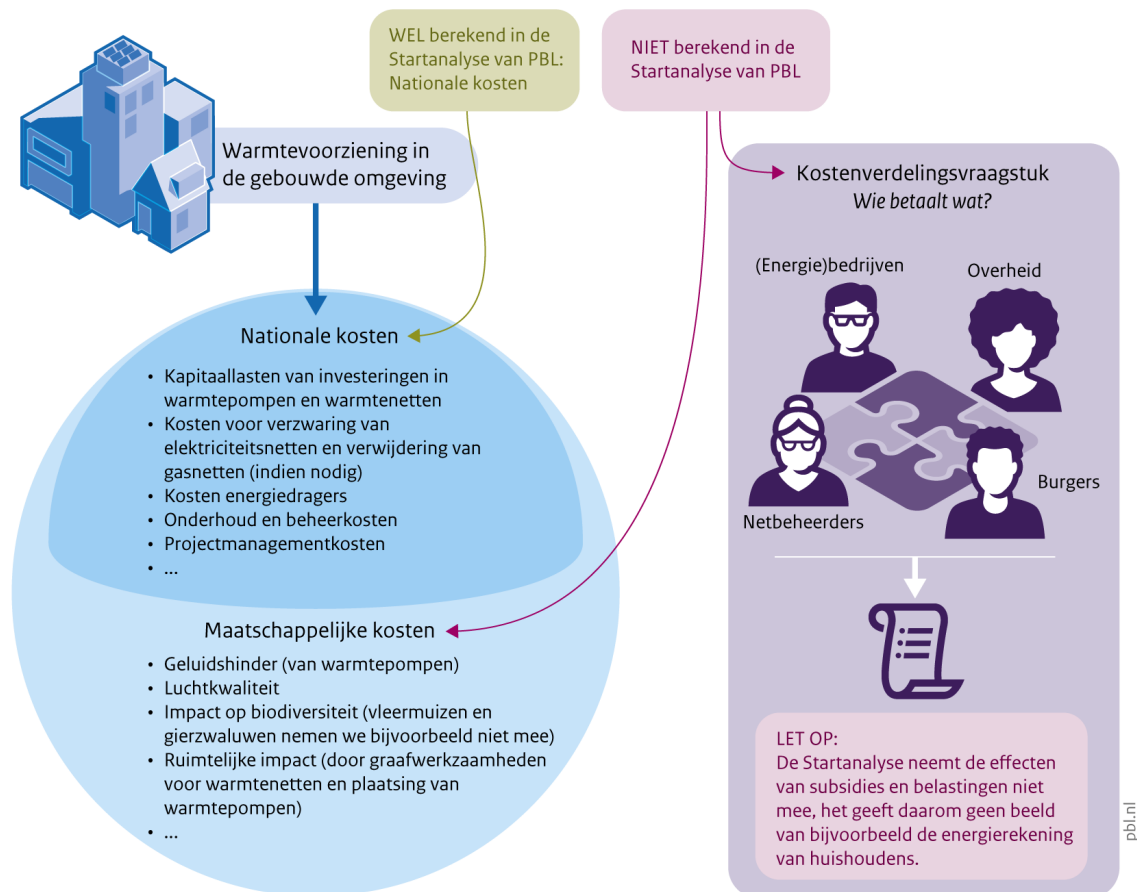 WEL berekend in de
Startanalyse van PBL:
Nationale kosten
NIET berekend in de
Startanalyse van PBL
Warmtevoorziening in
de gebouwde omgeving
Nationale kosten
• Kapitaallasten van investeringen in
warmtepompen en warmtenetten
• Kosten voor verzwaring van
elektriciteitsnetten en verwijdering van
gasnetten (indien nodig)
• Kosten energiedragers
• Onderhoud en beheerkosten
• Projectmanagementkosten
• ...
Maatschappelijke kosten
• Geluidshinder (van warmtepompen)
• Luchtkwaliteit
• Impact op biodiversiteit (vleermuizen en
gierzwaluwen nemen we bijvoorbeeld niet mee)
• Ruimtelijke impact (door graafwerkzaamheden
voor warmtenetten en plaatsing van
warmtepompen)
• ...
Kostenverdelingsvraagstuk
Wie betaalt wat?
(Energie)bedrijven
Overheid
Netbeheerders
Burgers
LET OP:
De Startanalyse neemt de effecten
van subsidies en belastingen niet
mee, het geeft daarom geen beeld
van bijvoorbeeld de energierekening
van huishoudens.
pbl.nl